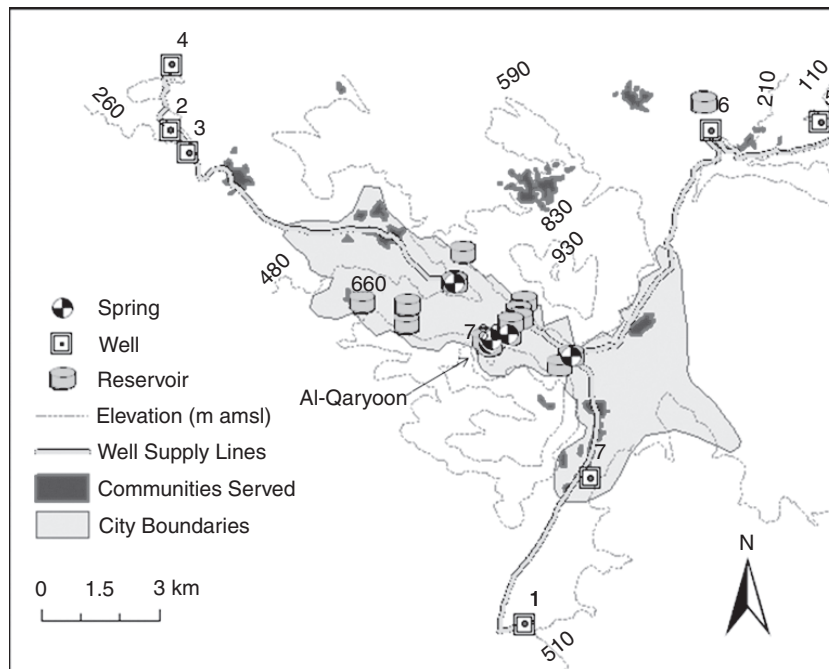 4
260
2
3
590
6
210
110
830
930
480
660
7
Al-Qaryoon
7
1
510
Spring
Well
Reservoir
Elevation (m amsl)
Well Supply Lines
Communities Served
City Boundaries
0 1.5 3 km
N